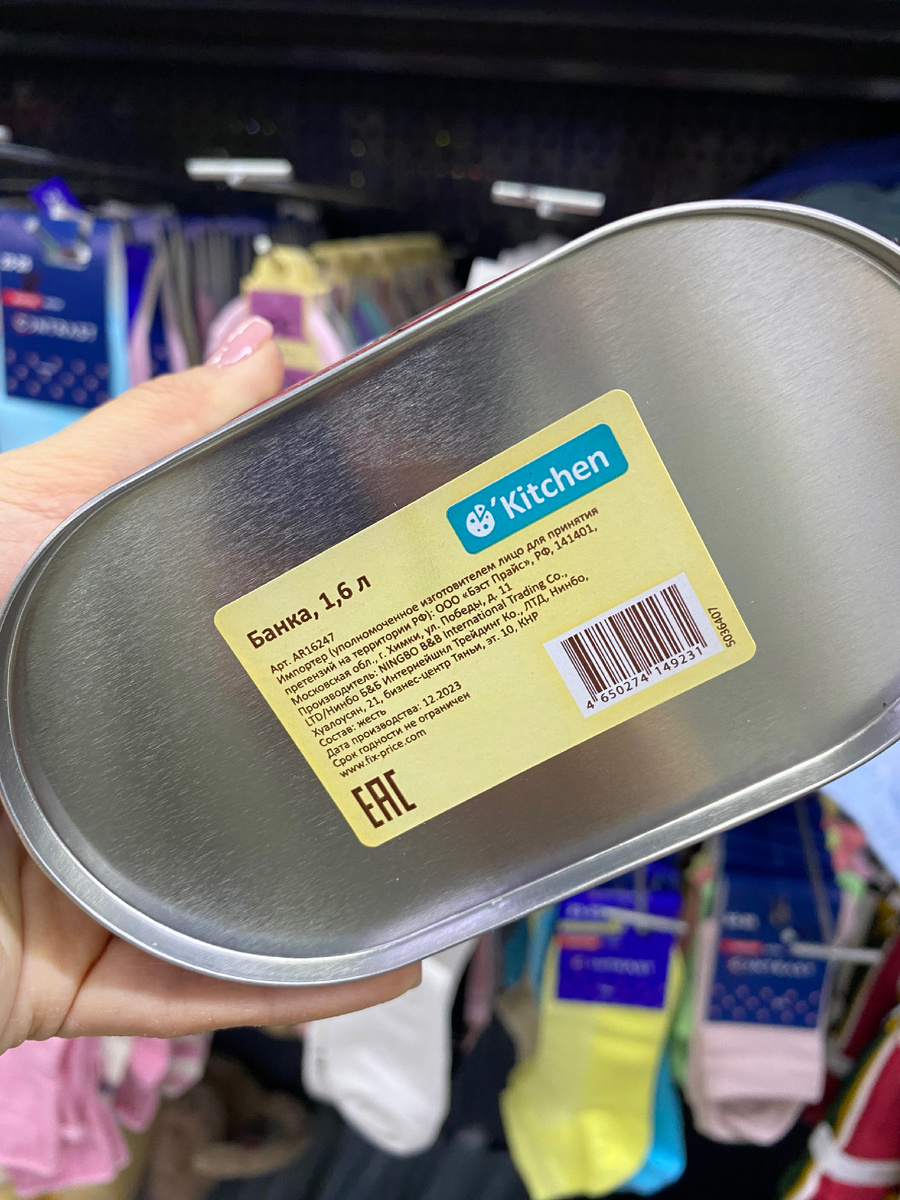 'Kitchen
Банка, 1,6 л
Арт. AR16247
Импортер (уполномоченное изготовителем лицо для принятия
претензий на территории РФ): ООО «Бэст Прайс», РФ, 141401,
Московская обл., г. Химки, ул. Победы, д. 11
Производитель: NINGBO B&B International Trading Co.,
LTD/Нинбо Б&Б Интернейшнл Трейдинг Ко., ЛТД, Нинбо,
Хуалоусян, 21, бизнес-центр Тяньи, эт. 10, КНР
Состав: жесть
Дата производства: 12.2023
Срок годности не ограничен
www.fix-price.com
EAC
4 650274 149231
5036407